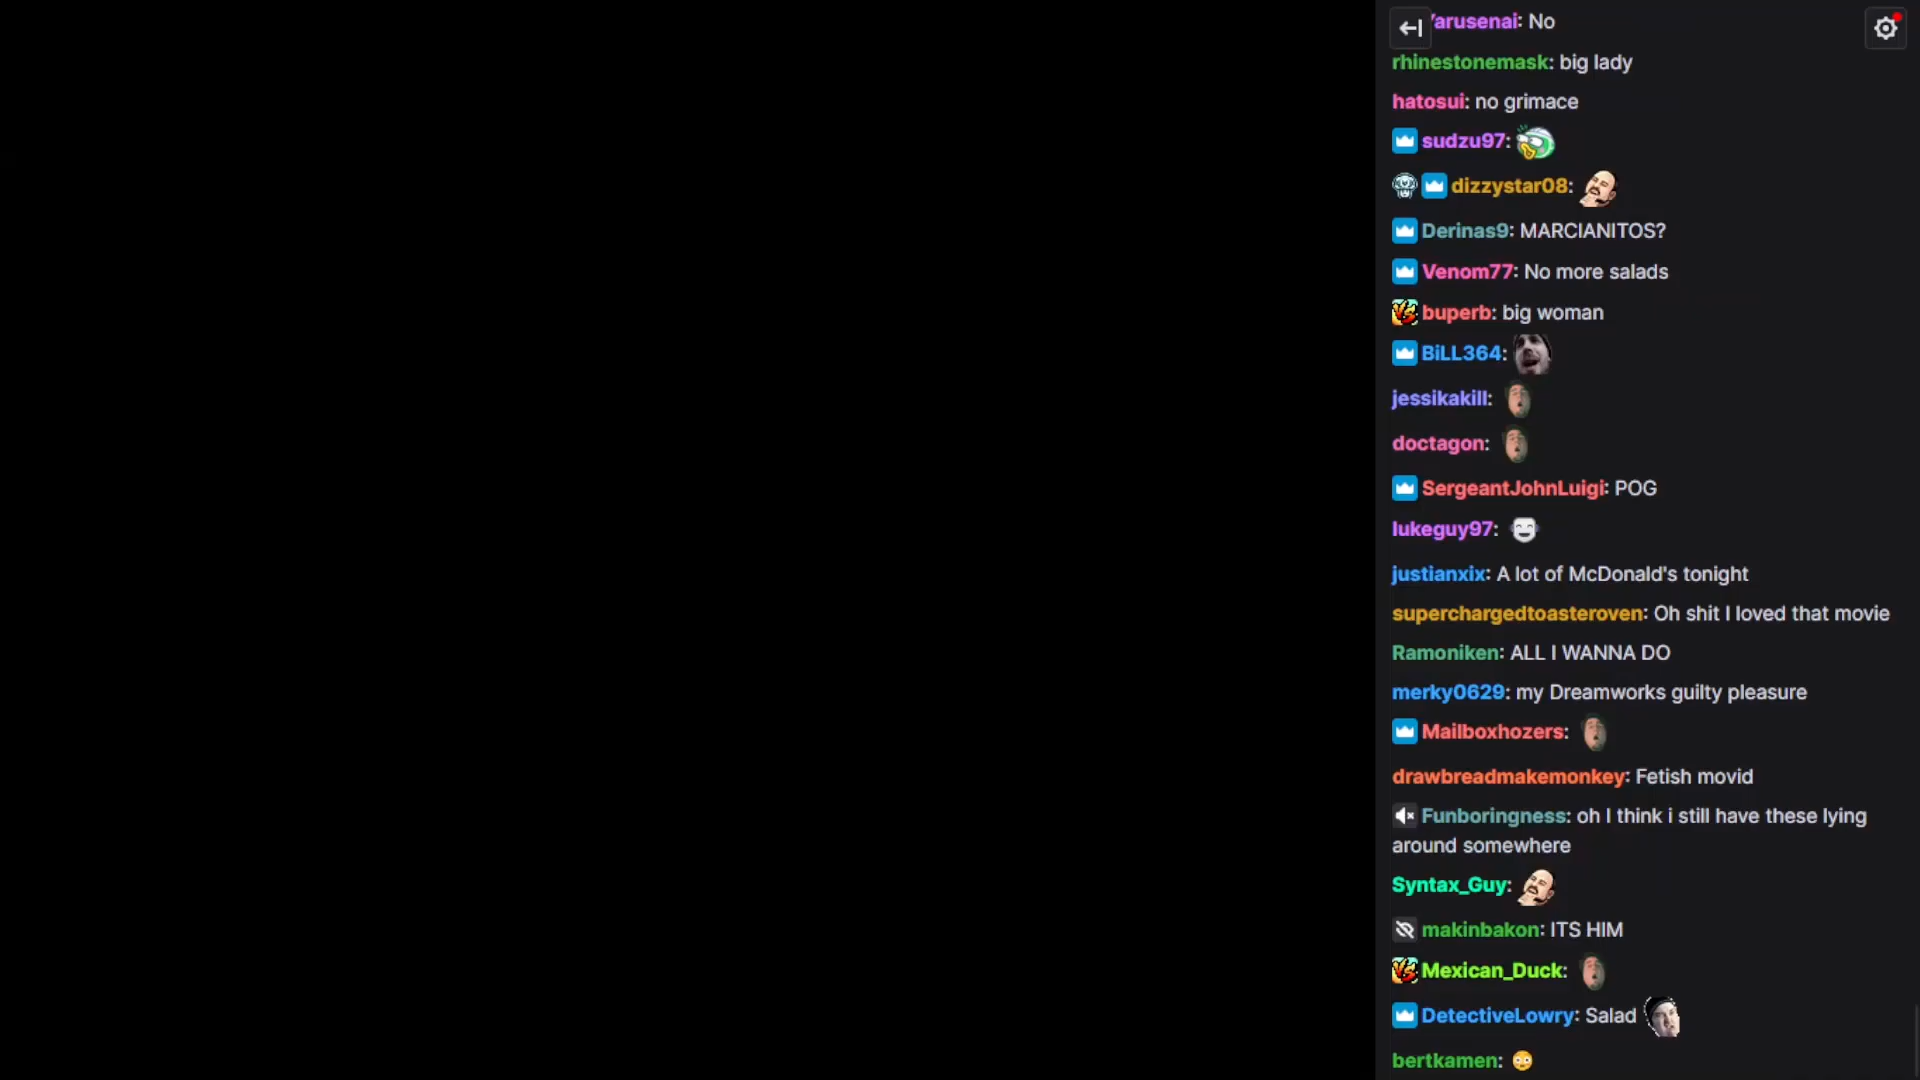 arusenai: No
rhinestonemask: big lady
hatosui: no grimace
sudzu97:
dizzystar08:
Derinas9: MARCIANITOS?
Venom77: No more salads
buperb: big woman
BiLL364:
jessikakill:
doctagon:
SergeantJohnLuigi: POG
lukeguy97:
justianxix: A lot of McDonald's tonight
superchargedtoasteroven: Oh shit I loved that movie
Ramoniken: ALL I WANNA DO
merky0629: my Dreamworks guilty pleasure
Mailboxhozers:
drawbreadmakemonkey: Fetish movid
Funboringness: oh I think i still have these lying
around somewhere
Syntax_Guy:
makinbakon: ITS HIM
Mexican_Duck:
DetectiveLowry: Salad
bertkamen: 😳